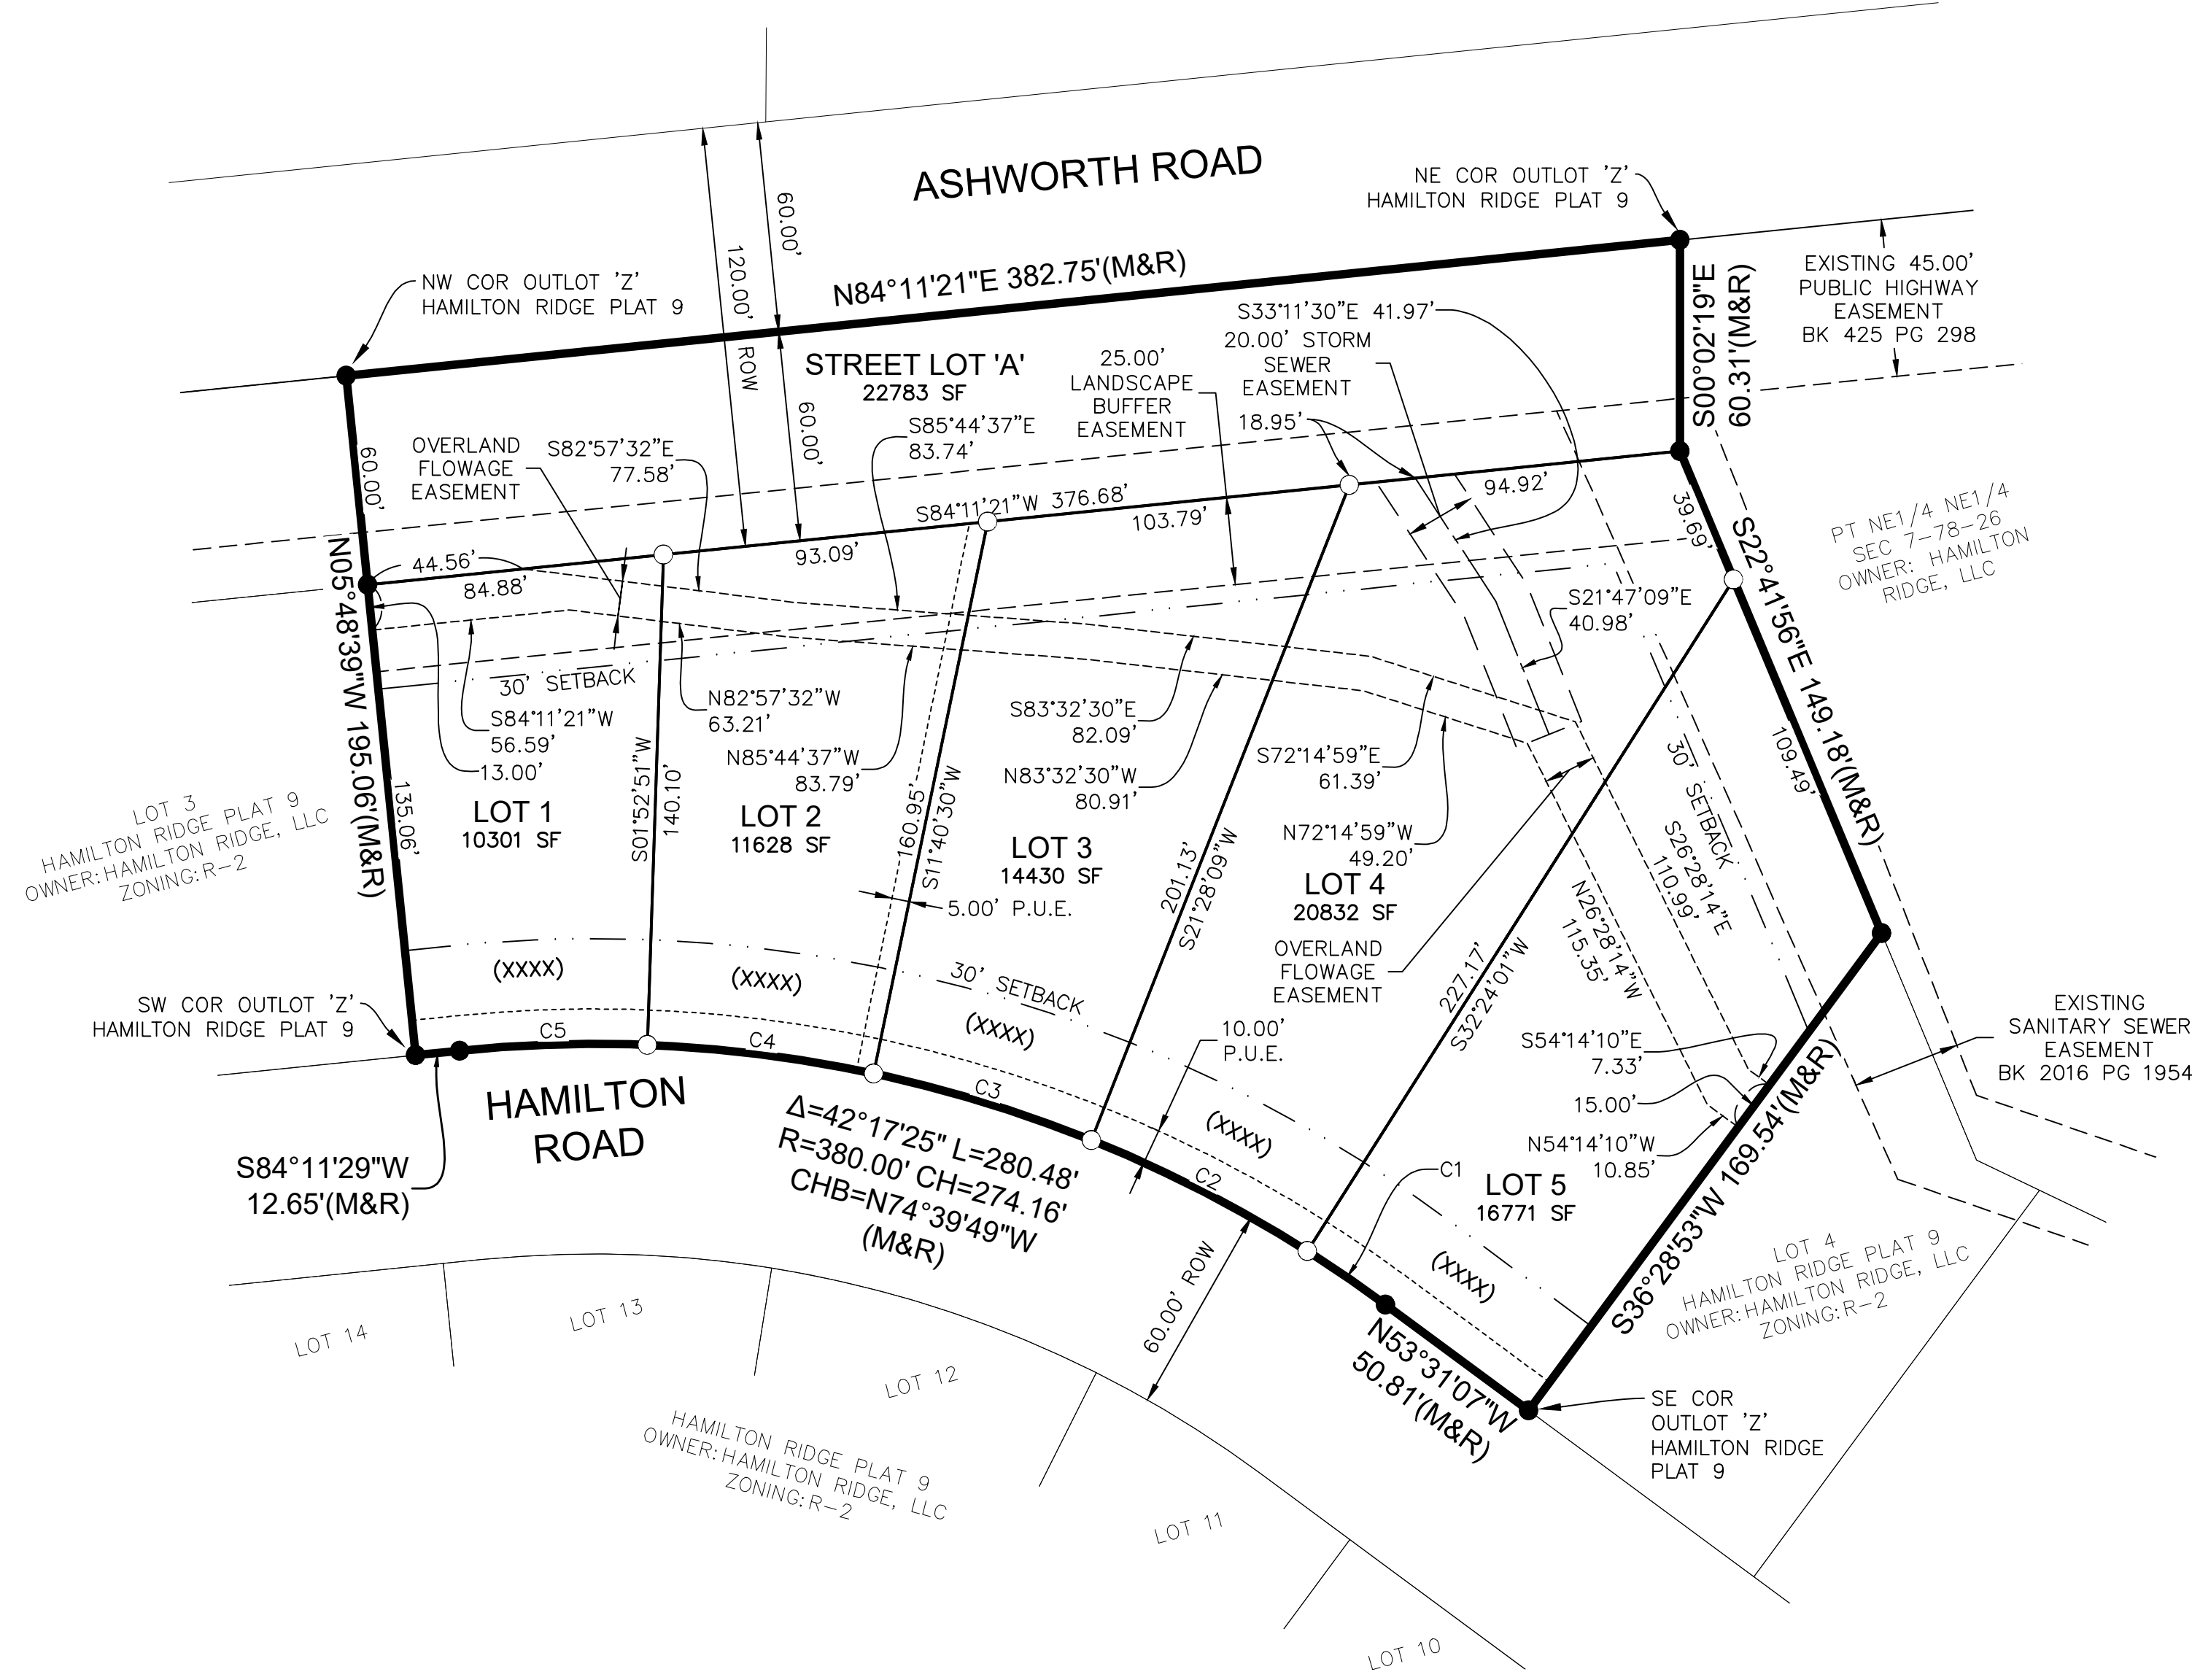 ASHWORTH ROAD
NE COR OUTLOT 'Z'
HAMILTON RIDGE PLAT 9
NW COR OUTLOT 'Z'
HAMILTON RIDGE PLAT 9
60.00'
120.00' ROW
N84°11'21"E 382.75'(M&R)
S00°02'19"E
60.31'(M&R)
EXISTING 45.00'
PUBLIC HIGHWAY
EASEMENT
BK 425 PG 298
S33°11'30"E 41.97'
20.00' STORM
SEWER
EASEMENT
18.95'
25.00'
LANDSCAPE
BUFFER
EASEMENT
STREET LOT 'A'
22783 SF
60.00'
S85°44'37"E
83.74'
OVERLAND
FLOWAGE
EASEMENT
S82°57'32"E
77.58'
60.00'
S84°11'21"W 376.68'
103.79'
94.92'
93.09'
44.56'
84.88'
39.69'
PT NE1/4 NE1/4
SEC 7-78-26
OWNER: HAMILTON
RIDGE, LLC
N05°48'39"W 195.06'(M&R)
135.06'
S22°41'56"E 149.18'(M&R)
109.49'
S21°47'09"E
40.98'
30' SETBACK
S84°11'21"W
56.59'
13.00'
N82°57'32"W
63.21'
N85°44'37"W
83.79'
S83°32'30"E
82.09'
N83°32'30"W
80.91'
S72°14'59"E
61.39'
N72°14'59"W
49.20'
LOT 1
10301 SF
S01°52'51"W
140.10'
LOT 2
11628 SF
160.95'
S11°40'30"W
5.00' P.U.E.
LOT 3
14430 SF
201.13'
S21°28'09"W
LOT 4
20832 SF
OVERLAND
FLOWAGE
EASEMENT
227.17'
S32°24'01"W
N26°28'14"W
115.35'
S26°28'14"E
110.99'
30' SETBACK
LOT 3
HAMILTON RIDGE PLAT 9
OWNER: HAMILTON RIDGE, LLC
ZONING: R-2
(XXXX)
(XXXX)
30' SETBACK
(XXXX)
(XXXX)
(XXXX)
SW COR OUTLOT 'Z'
HAMILTON RIDGE PLAT 9
C5
C4
C3
C2
C1
10.00'
P.U.E.
S54°14'10"E
7.33'
15.00'
N54°14'10"W
10.85'
LOT 5
16771 SF
EXISTING
SANITARY SEWER
EASEMENT
BK 2016 PG 1954
S36°28'53"W 169.54'(M&R)
HAMILTON
ROAD
S84°11'29"W
12.65'(M&R)
Δ=42°17'25" L=280.48'
R=380.00' CH=274.16'
CHB=N74°39'49"W
(M&R)
60.00' ROW
N53°31'07"W
50.81'(M&R)
LOT 4
HAMILTON RIDGE PLAT 9
OWNER: HAMILTON RIDGE, LLC
ZONING: R-2
SE COR
OUTLOT 'Z'
HAMILTON RIDGE
PLAT 9
LOT 14
LOT 13
LOT 12
HAMILTON RIDGE PLAT 9
OWNER: HAMILTON RIDGE, LLC
ZONING: R-2
LOT 11
LOT 10